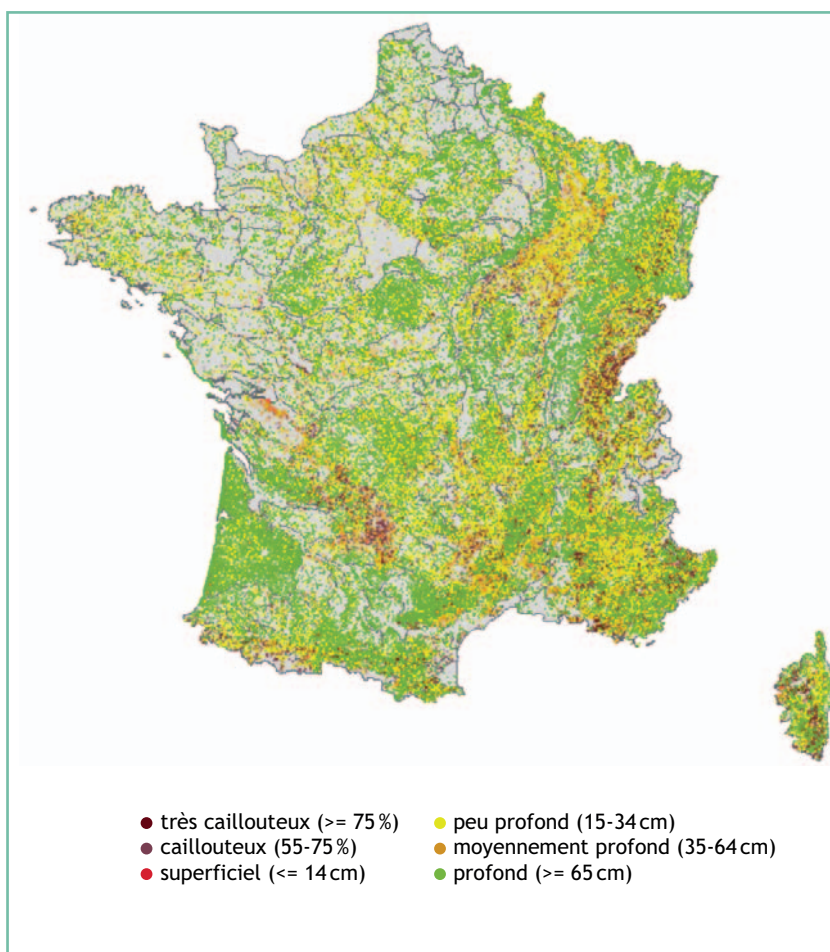 très caillouteux (>= 75 %)
cailllouteux (55-75 %)
superficiel (<= 14 cm)
peu profond (15-34 cm)
moyennement profond (35-64 cm)
profond (>= 65 cm)